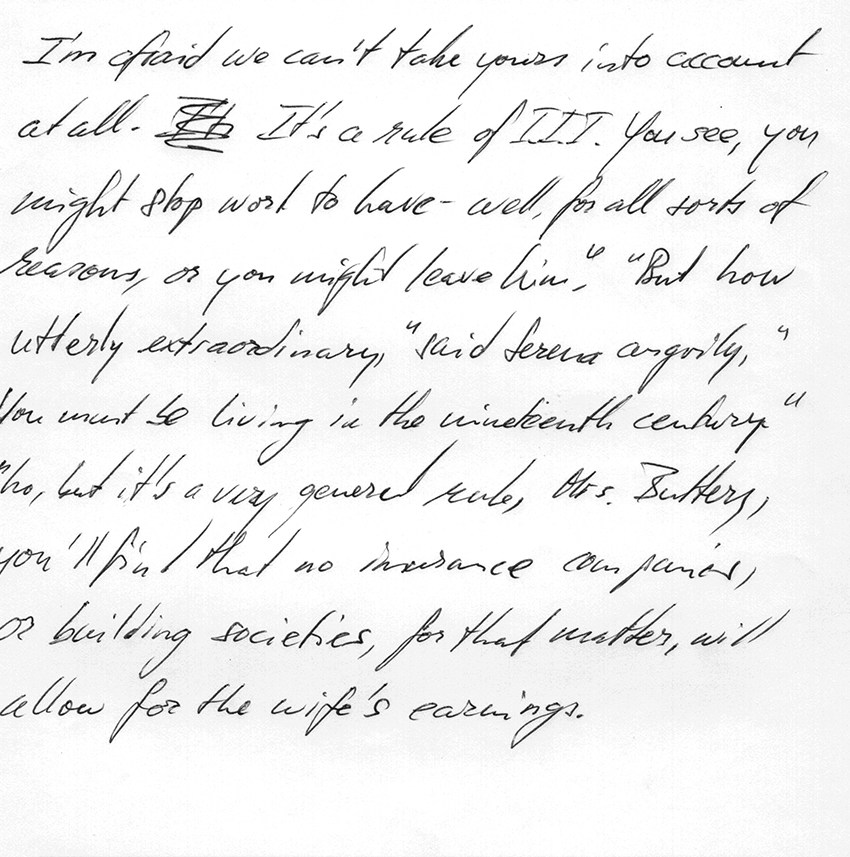 I'm afraid we can't take yours into account
at all. It's a rule of III. You see, you
might stop work to have - well, for all sorts of
reasons, or you might leave him." "But how
utterly extraordinary," said Serena angrily, "
You must be living in the nineteenth century."
"No, but it's a very general rule, Mrs. Buttery,
you'll find that no insurance companies,
or building societies, for that matter, will
allow for the wife's earnings.